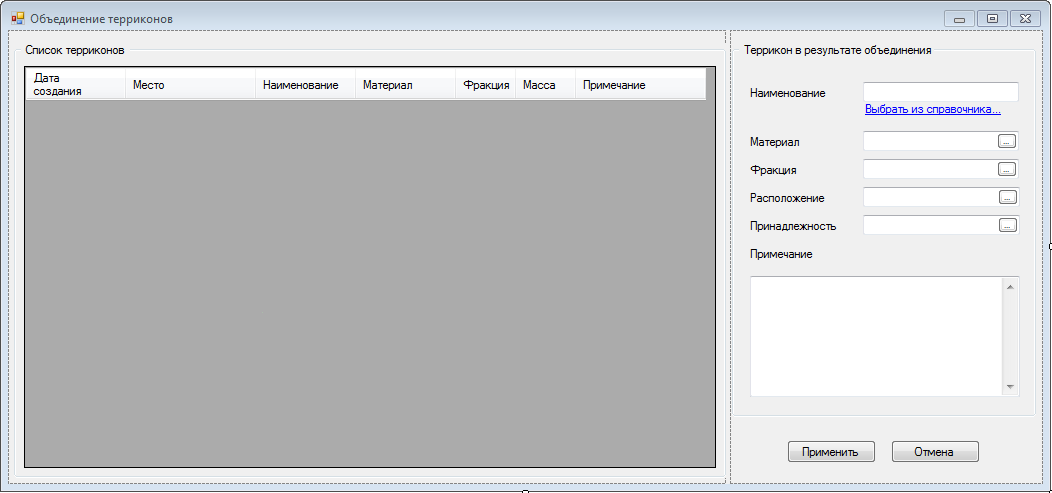 Объединение терриконов
Список терриконов
Дата создания
Место
Наименование
Материал
Фракция
Масса
Примечание
Террикон в результате объединения
Наименование
Выбрать из справочника...
Материал
...
Фракция
...
Расположение
...
Принадлежность
...
Примечание
Применить
Отмена